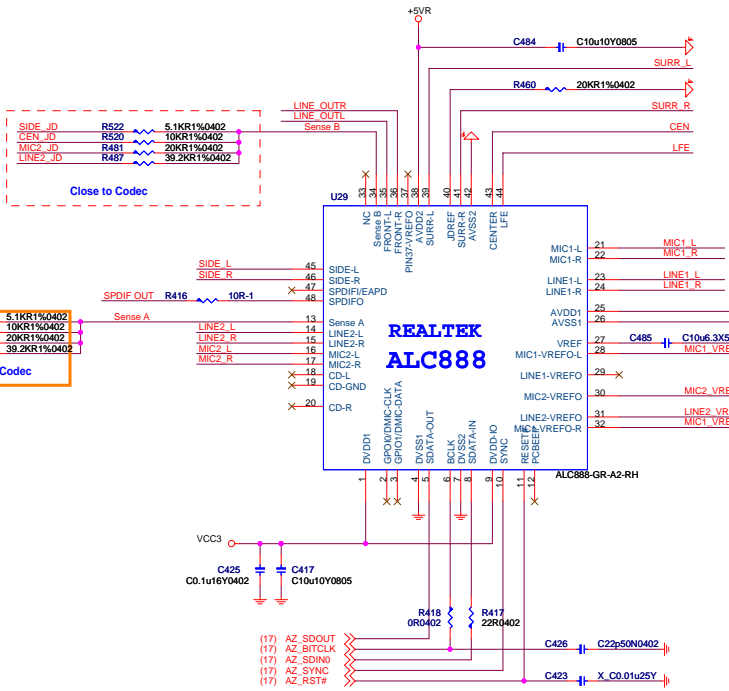 +5VR
C484 C10u10Y0805
SURR_L
R460 20KR1%0402
LINE_OUTR
SURR_R
LINE_OUTL
SIDE_JD R522 5.1KR1%0402 Sense B
CEN_JD R520 10KR1%0402
CEN
MIC2_JD R481 20KR1%0402
LINE2_JD R487 39.2KR1%0402
LFE
Close to Codec
33 34 35 36 37 38 39 40 41 42 43 44
U29
NC
Sense B
FRONT-L
FRONT-R
PIN37-VREFO
AVDD2
SURR-L
JDREF
SURR-R
AVSS2
CENTER
LFE
SIDE_L 45 SIDE-L
SIDE_R 46 SIDE-R
47 SPDIFI/EAPD
SPDIF OUT R416 10R-1 48 SPDIFO
5.1KR1%0402 Sense A 13 Sense A
10KR1%0402 LINE2_L 14 LINE2-L
20KR1%0402 LINE2_R 15 LINE2-R
39.2KR1%0402 MIC2_L 16 MIC2-L
MIC2_R 17 MIC2-R
18 CD-L
Codec
19 CD-GND
20 CD-R
REALTEK
ALC888
MIC1-L 21 MIC1_L
MIC1-R 22 MIC1_R
LINE1-L 23 LINE1_L
LINE1-R 24 LINE1_R
AVDD1 25
AVSS1 26
VREF 27 C485 C10u6.3X5
MIC1-VREFO-L 28 MIC1_VRE
LINE1-VREFO 29
MIC2-VREFO 30 MIC2_VRE
LINE2-VREFO 31 LINE2_VR
MIC1-VREFO-R 32 MIC1_VRE
DVDD1
GPIO0/DMIC-CLK
GPIO1/DMIC-DATA
DVSS1
SDATA-OUT
BCLK
DVSS2
SDATA-IN
DVDD-IO
SYNC
RESET#
PCBEEP
1 2 3 4 5 6 7 8 9 10 11 12
ALC888-GR-A2-RH
VCC3
C425 C417
C0.1u16Y0402 C10u10Y0805
R418 R417
0R0402 22R0402
(17) AZ_SDOUT
(17) AZ_BITCLK C426 C22p50N0402
(17) AZ_SDIN0
(17) AZ_SYNC
(17) AZ_RST# C423 X_C0.01u25Y